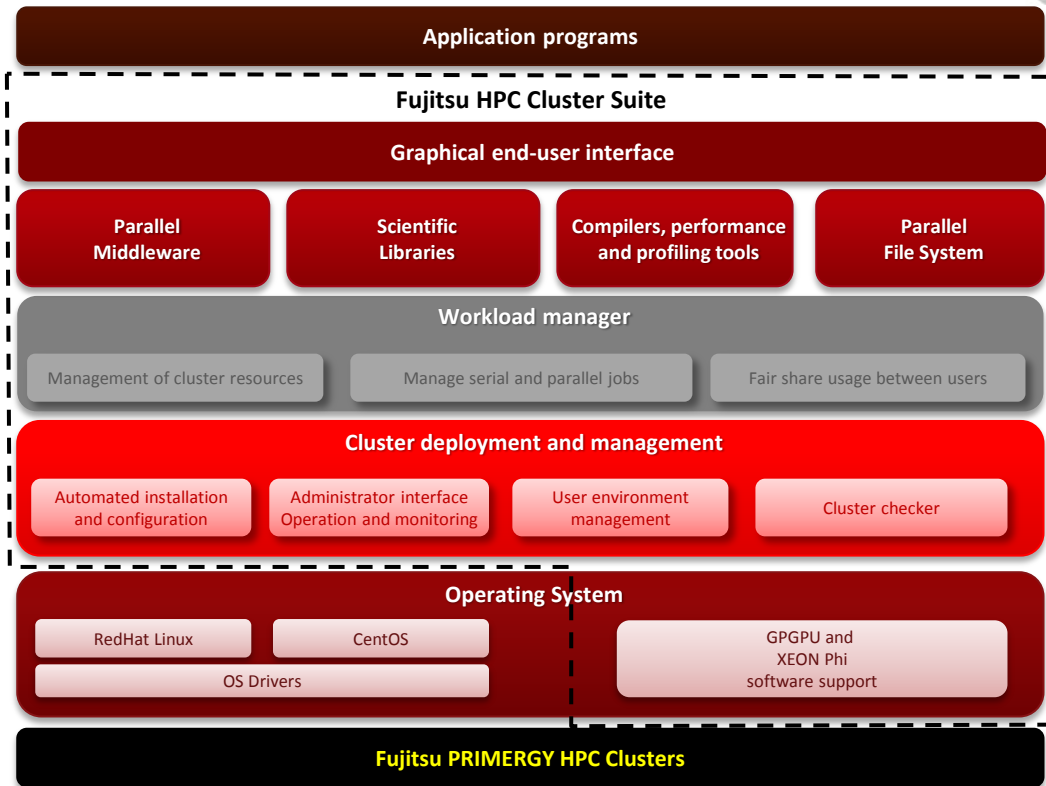 Application programs
Fujitsu HPC Cluster Suite
Graphical end-user interface
Parallel
Middleware
Scientific
Libraries
Compilers, performance
and profiling tools
Parallel
File System
Workload manager
Management of cluster resources
Manage serial and parallel jobs
Fair share usage between users
Cluster deployment and management
Automated installation
and configuration
Administrator interface
Operation and monitoring
User environment
management
Cluster checker
Operating System
RedHat Linux
CentOS
OS Drivers
GPGPU and
XEON Phi
software support
Fujitsu PRIMERGY HPC Clusters